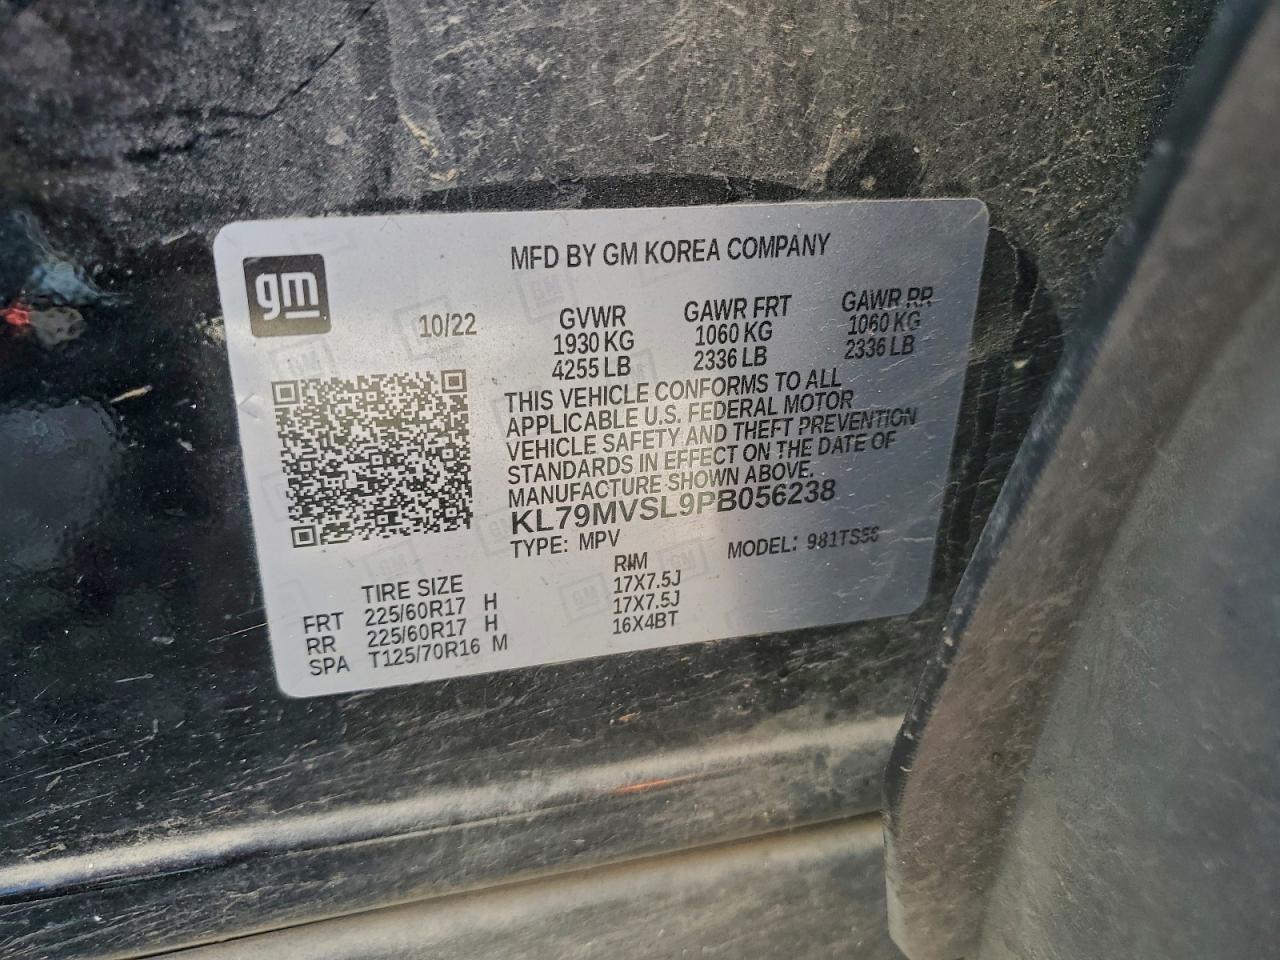 gm
MFD BY GM KOREA COMPANY
10/22
GVWR GAWR FRT GAWR RR
1930 KG 1060 KG 1060 KG
4255 LB 2336 LB 2336 LB
THIS VEHICLE CONFORMS TO ALL
APPLICABLE U.S. FEDERAL MOTOR
VEHICLE SAFETY AND THEFT PREVENTION
STANDARDS IN EFFECT ON THE DATE OF
MANUFACTURE SHOWN ABOVE.
KL79MVSL9PB056238
TYPE: MPV MODEL: 981TS56
TIRE SIZE RIM
FRT 225/60R17 H 17X7.5J
RR 225/60R17 H 17X7.5J
SPA T125/70R16 M 16X4BT